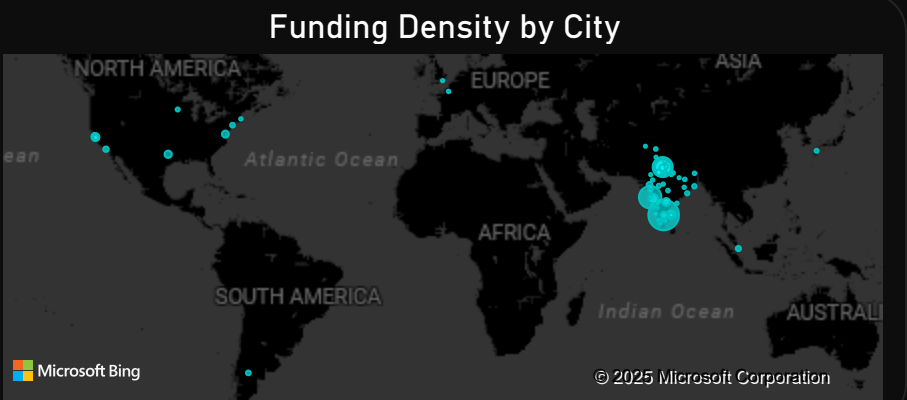 Funding Density by City
NORTH AMERICA
ASIA
EUROPE
ean
Atlantic Ocean
AFRICA
SOUTH AMERICA
Indian Ocean
AUSTRALI
Microsoft Bing
© 2025 Microsoft Corporation